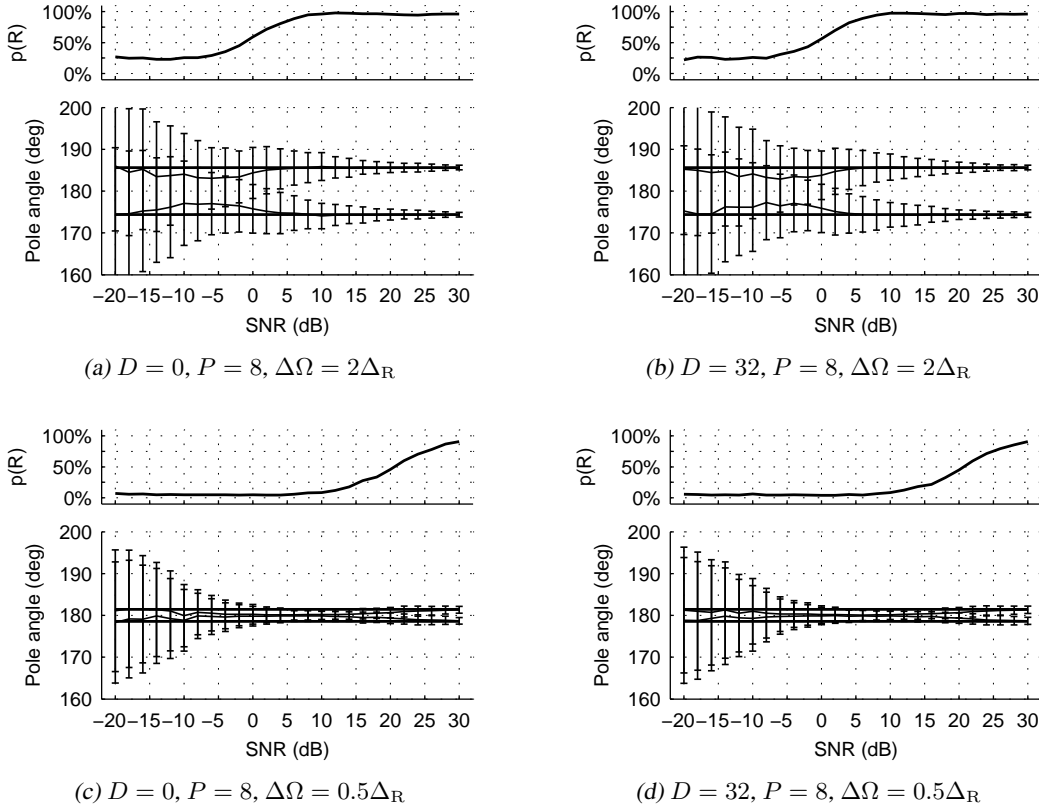 100%
50%
0%
p(R)
200
190
180
170
160
Pole angle (deg)
−20 −15 −10 −5 0 5 10 15 20 25 30
SNR (dB)
(a) D = 0, P = 8, ΔΩ = 2Δ_R
100%
50%
0%
p(R)
200
190
180
170
160
Pole angle (deg)
−20 −15 −10 −5 0 5 10 15 20 25 30
SNR (dB)
(b) D = 32, P = 8, ΔΩ = 2Δ_R
100%
50%
0%
p(R)
200
190
180
170
160
Pole angle (deg)
−20 −15 −10 −5 0 5 10 15 20 25 30
SNR (dB)
(c) D = 0, P = 8, ΔΩ = 0.5Δ_R
100%
50%
0%
p(R)
200
190
180
170
160
Pole angle (deg)
−20 −15 −10 −5 0 5 10 15 20 25 30
SNR (dB)
(d) D = 32, P = 8, ΔΩ = 0.5Δ_R